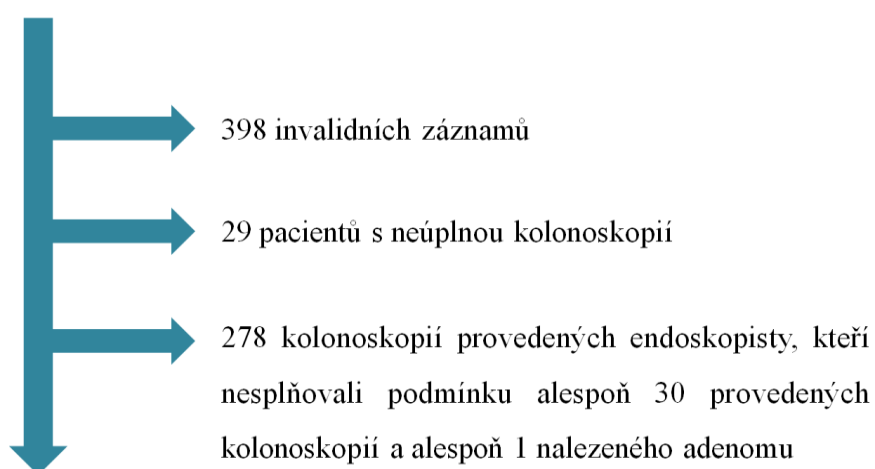 398 invalidních záznamů
29 pacientů s neúplnou kolonoskopií
278 kolonoskopií provedených endoskopisty, kteří
nesplňovali podmínku alespoň 30 provedených
kolonoskopií a alespoň 1 nalezeného adenomu